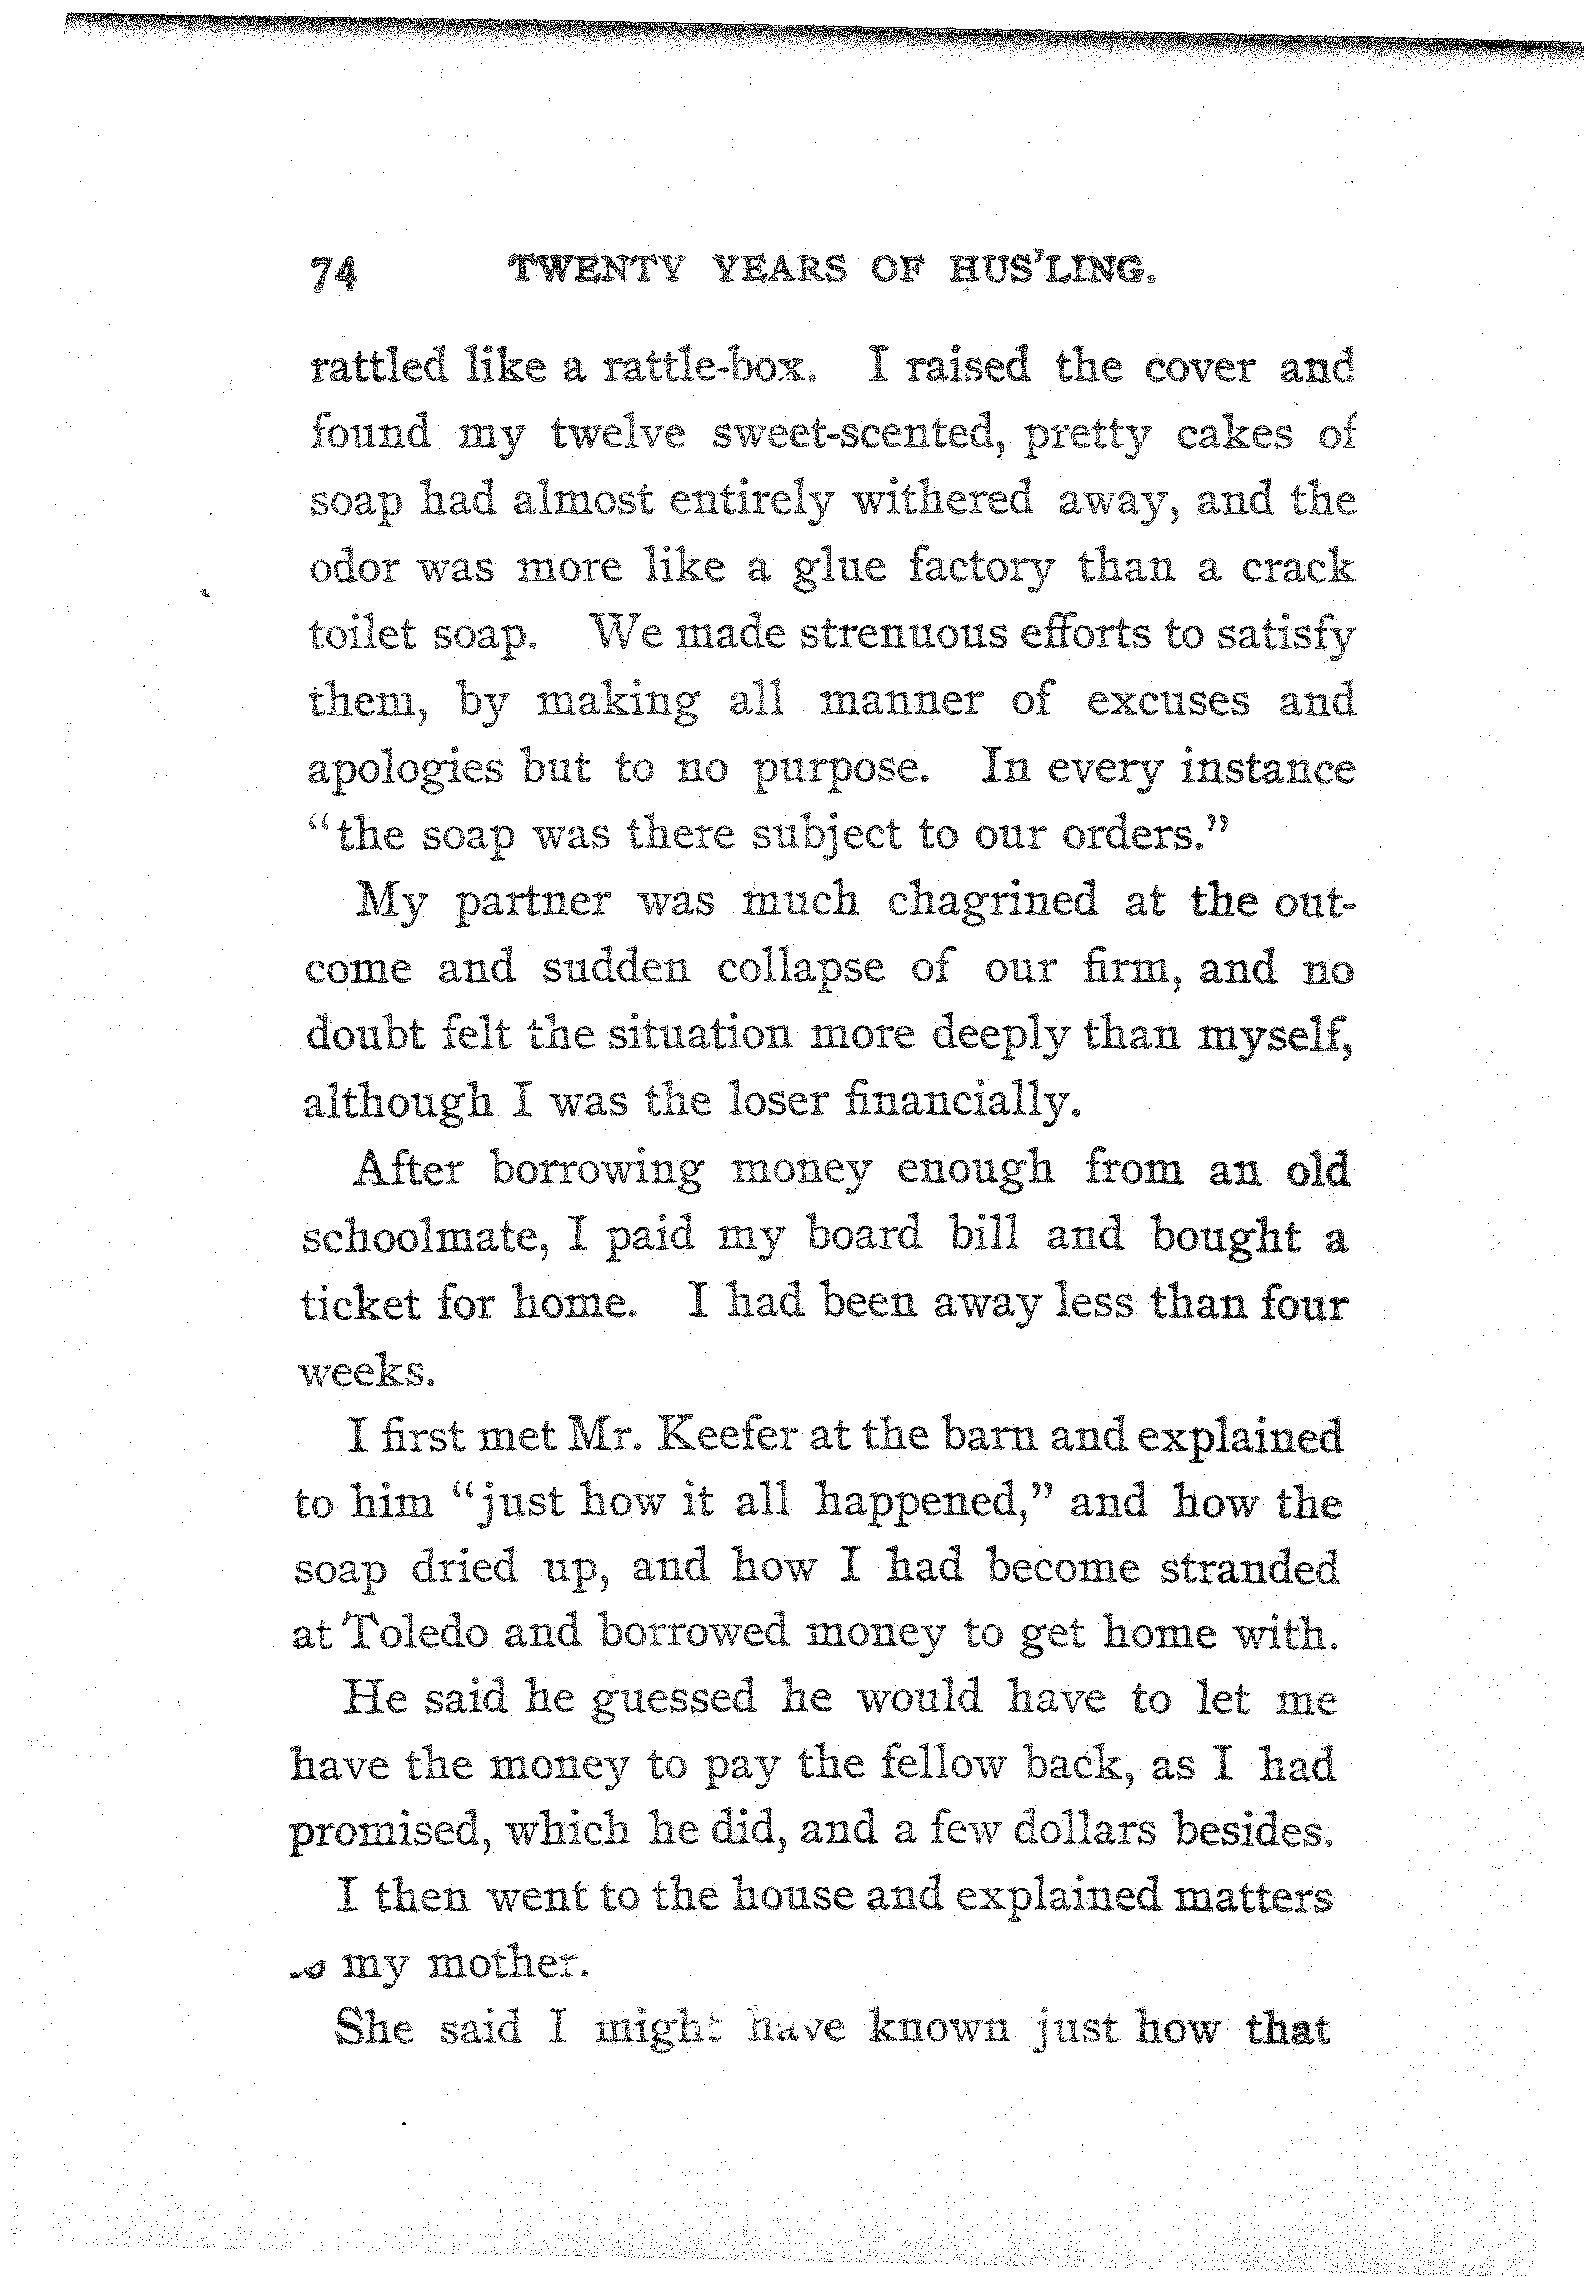 74 TWENTY YEARS OF HUS'LING.
rattled like a rattle-box. I raised the cover and
found my twelve sweet-scented, pretty cakes of
soap had almost entirely withered away, and the
odor was more like a glue factory than a crack
toilet soap. We made strenuous efforts to satisfy
them, by making all manner of excuses and
apologies but to no purpose. In every instance
“the soap was there subject to our orders.”
My partner was much chagrined at the out-
come and sudden collapse of our firm, and no
doubt felt the situation more deeply than myself,
although I was the loser financially.
After borrowing money enough from an old
schoolmate, I paid my board bill and bought a
ticket for home. I had been away less than four
weeks.
I first met Mr. Keefer at the barn and explained
to him “just how it all happened,” and how the
soap dried up, and how I had become stranded
at Toledo and borrowed money to get home with.
He said he guessed he would have to let me
have the money to pay the fellow back, as I had
promised, which he did, and a few dollars besides.
I then went to the house and explained matters
my mother.
She said I might have known just how that